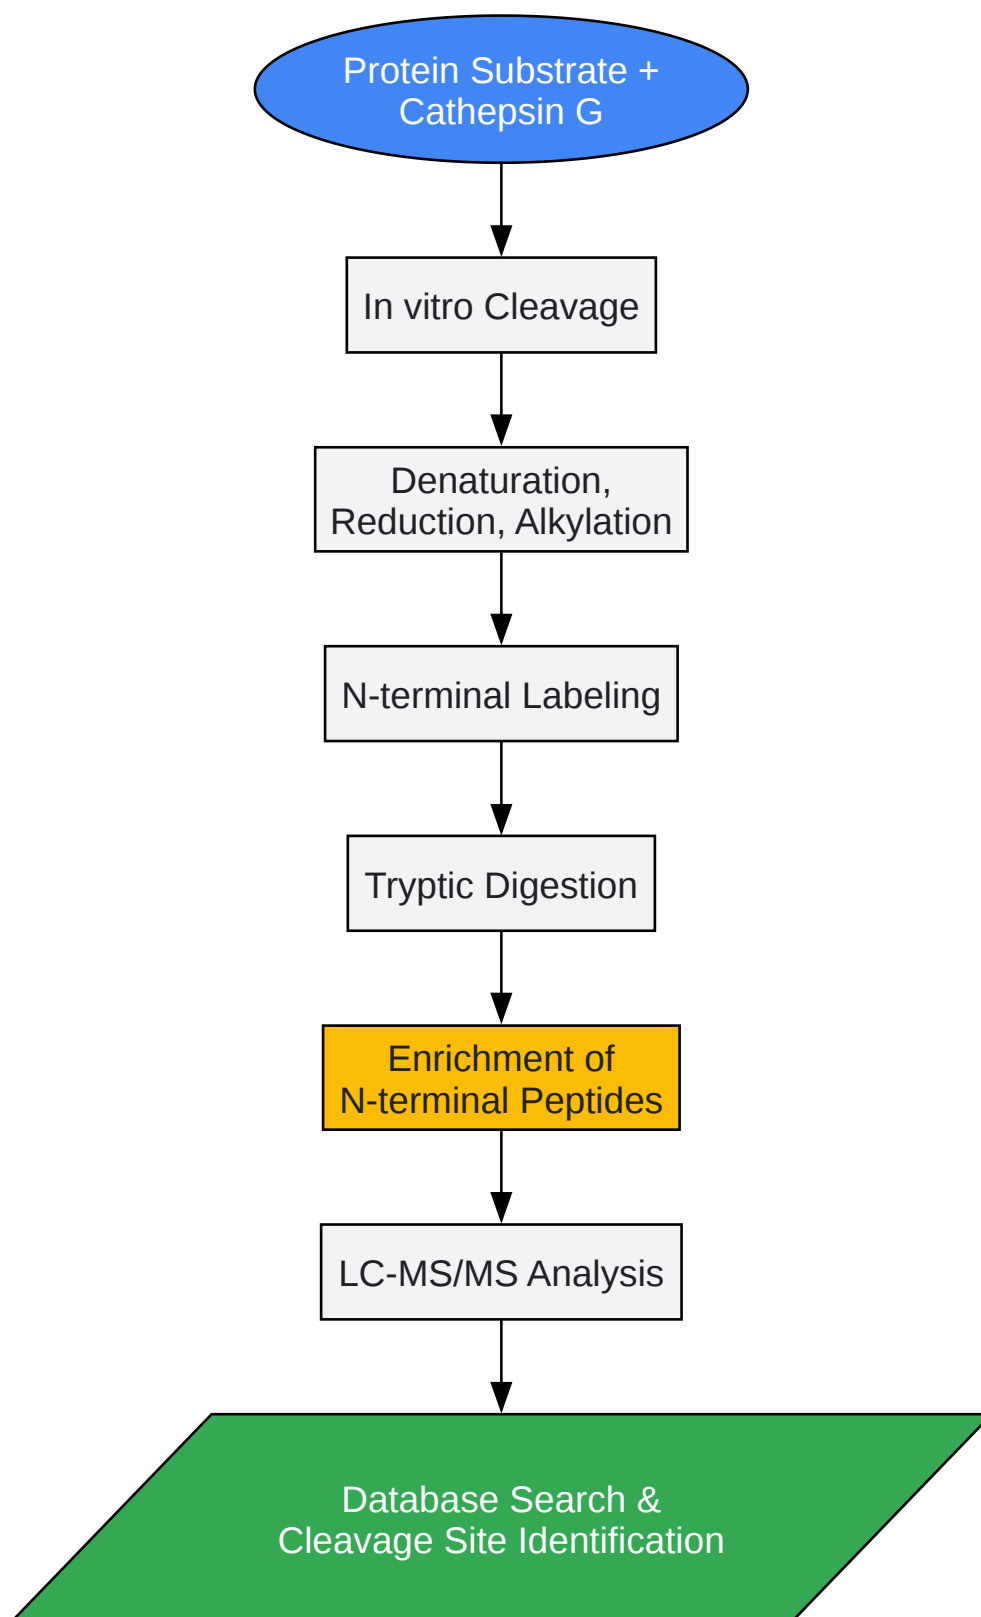 Protein Substrate +
Cathepsin G
In vitro Cleavage
Denaturation,
Reduction, Alkylation
N-terminal Labeling
Tryptic Digestion
Enrichment of
N-terminal Peptides
LC-MS/MS Analysis
Database Search &
Cleavage Site Identification